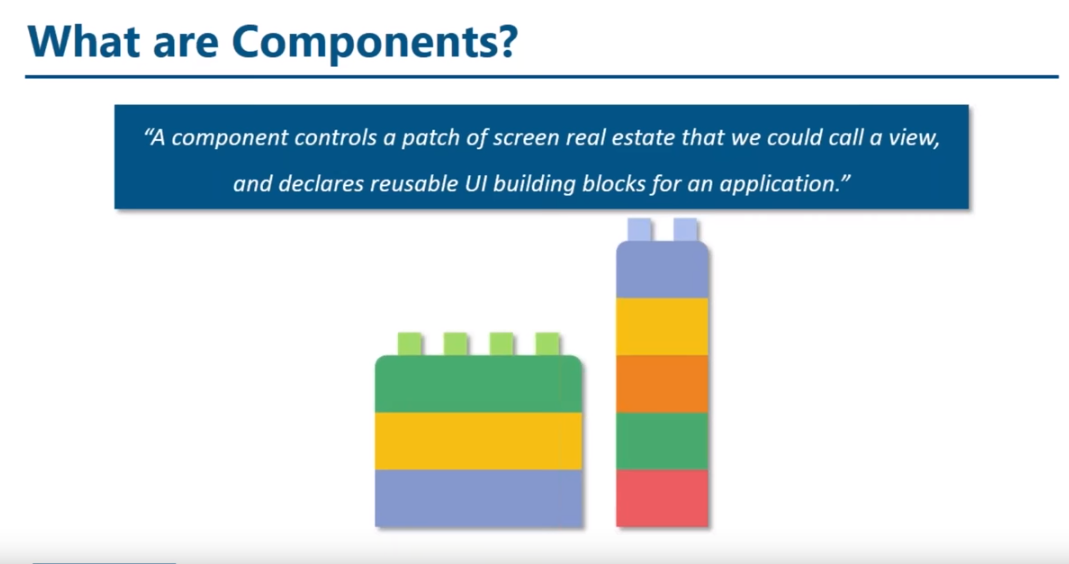 What are Components?
“A component controls a patch of screen real estate that we could call a view,
and declares reusable UI building blocks for an application.”